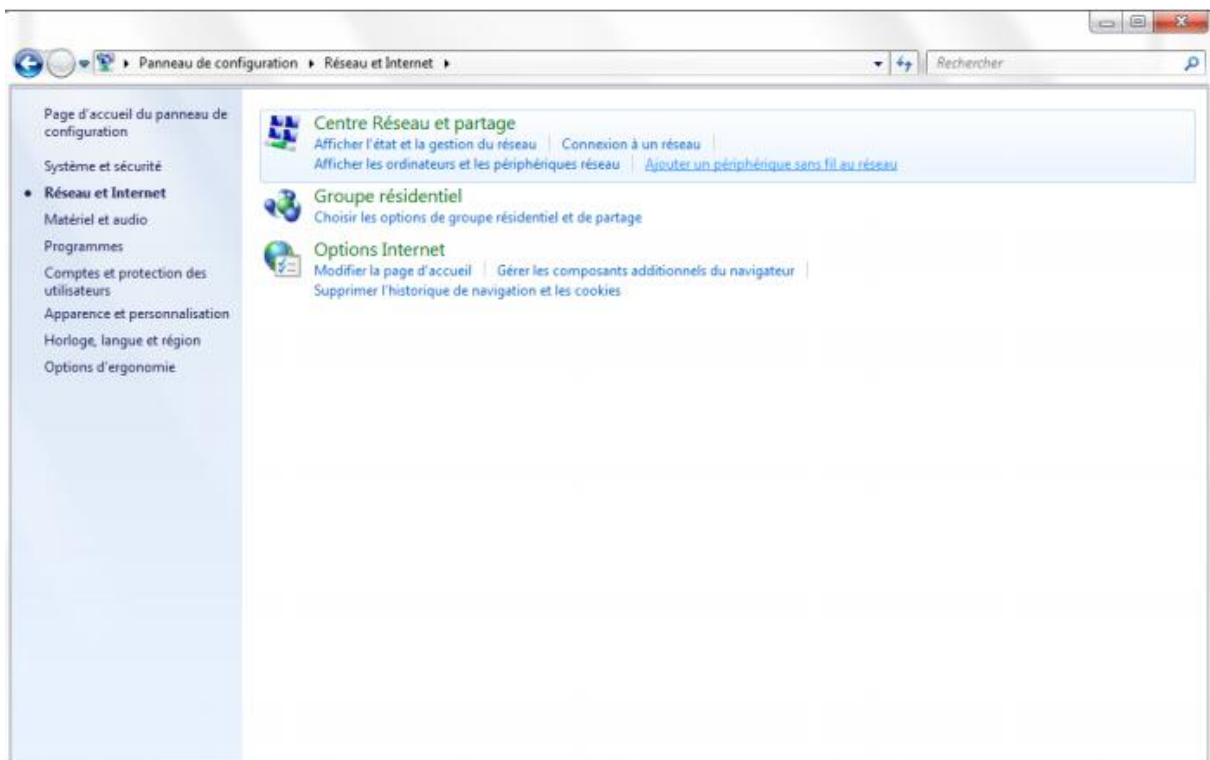 Panneau de configuration ▸ Réseau et Internet ▸
Rechercher
Page d'accueil du panneau de
configuration
Système et sécurité
Réseau et Internet
Matériel et audio
Programmes
Comptes et protection des
utilisateurs
Apparence et personnalisation
Horloge, langue et région
Options d'ergonomie
Centre Réseau et partage
Afficher l'état et la gestion du réseau | Connexion à un réseau
Afficher les ordinateurs et les périphériques réseau | Ajouter un périphérique sans fil au réseau
Groupe résidentiel
Choisir les options de groupe résidentiel et de partage
Options Internet
Modifier la page d'accueil | Gérer les composants additionnels du navigateur
Supprimer l'historique de navigation et les cookies